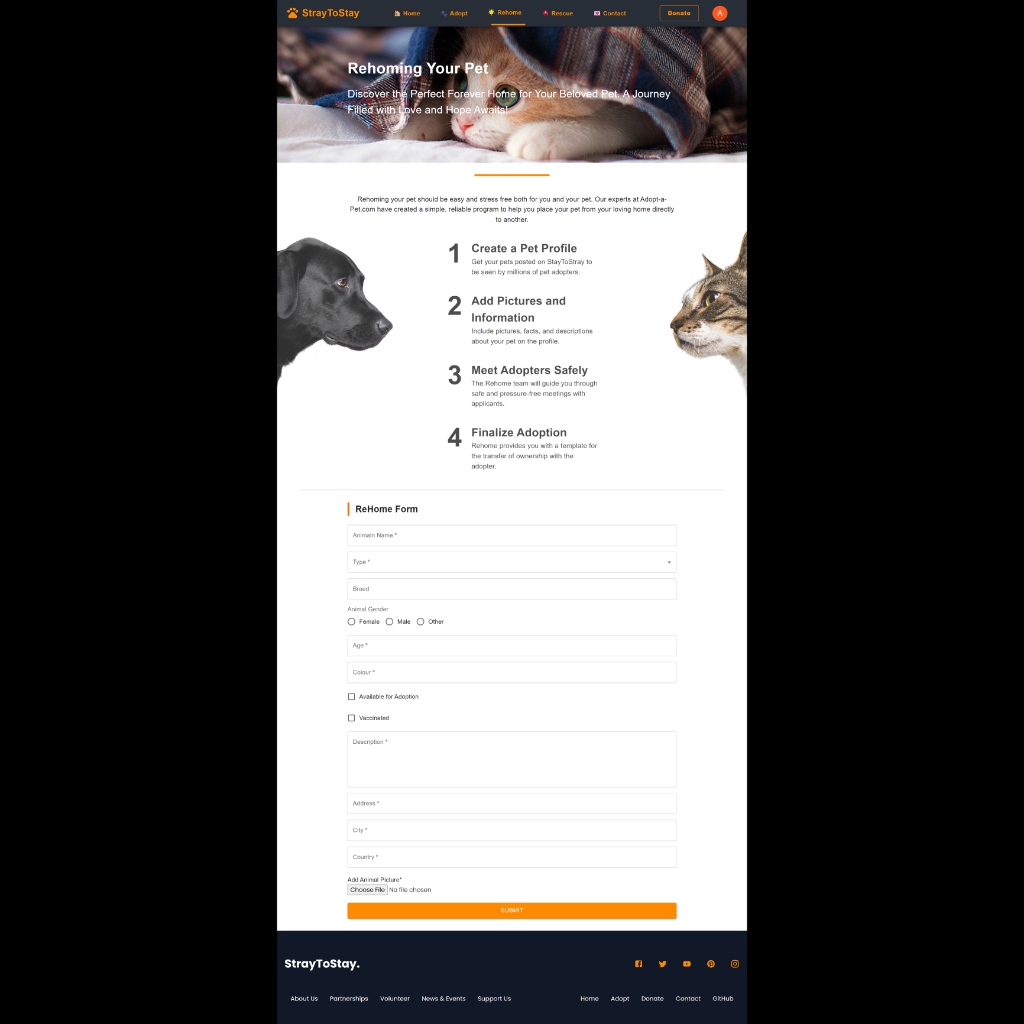 StrayToStay
Home
Adopt
Rehome
Rescue
Contact
Donate
A
Rehoming Your Pet
Discover the Perfect Forever Home for Your Beloved Pet. A Journey
Filled with Love and Hope Awaits!
Rehoming your pet should be easy and stress free both for you and your pet. Our experts at Adopt-a-
Pet.com have created a simple, reliable program to help you place your pet from your loving home directly
to another.
1
Create a Pet Profile
Get your pets posted on StayToStray to
be seen by millions of pet adopters.
2
Add Pictures and
Information
Include pictures, facts, and descriptions
about your pet on the profile.
3
Meet Adopters Safely
The Rehome team will guide you through
safe and pressure-free meetings with
applicants.
4
Finalize Adoption
Rehome provides you with a template for
the transfer of ownership with the
adopter.
ReHome Form
Animaln Name *
Type *
Breed
Animal Gender
Female
Male
Other
Age *
Colour *
Available for Adoption
Vaccinated
Description *
Address *
City *
Country *
Add Animal Picture*
Choose File No file chosen
SUBMIT
StrayToStay.
About Us
Partnerships
Volunteer
News & Events
Support Us
Home
Adopt
Donate
Contact
GitHub